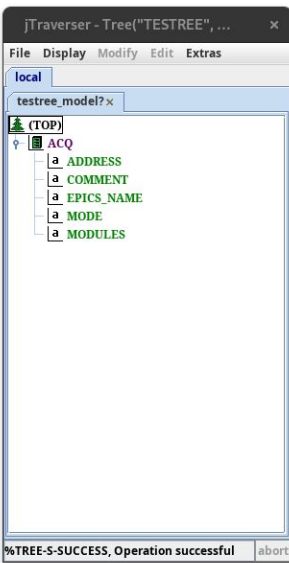 jTraverser - Tree("TESTREE", ...
×
File Display Modify Edit Extras
local
testree_model?×
(TOP)
ACQ
a ADDRESS
a COMMENT
a EPICS_NAME
a MODE
a MODULES
%TREE-S-SUCCESS, Operation successful abort